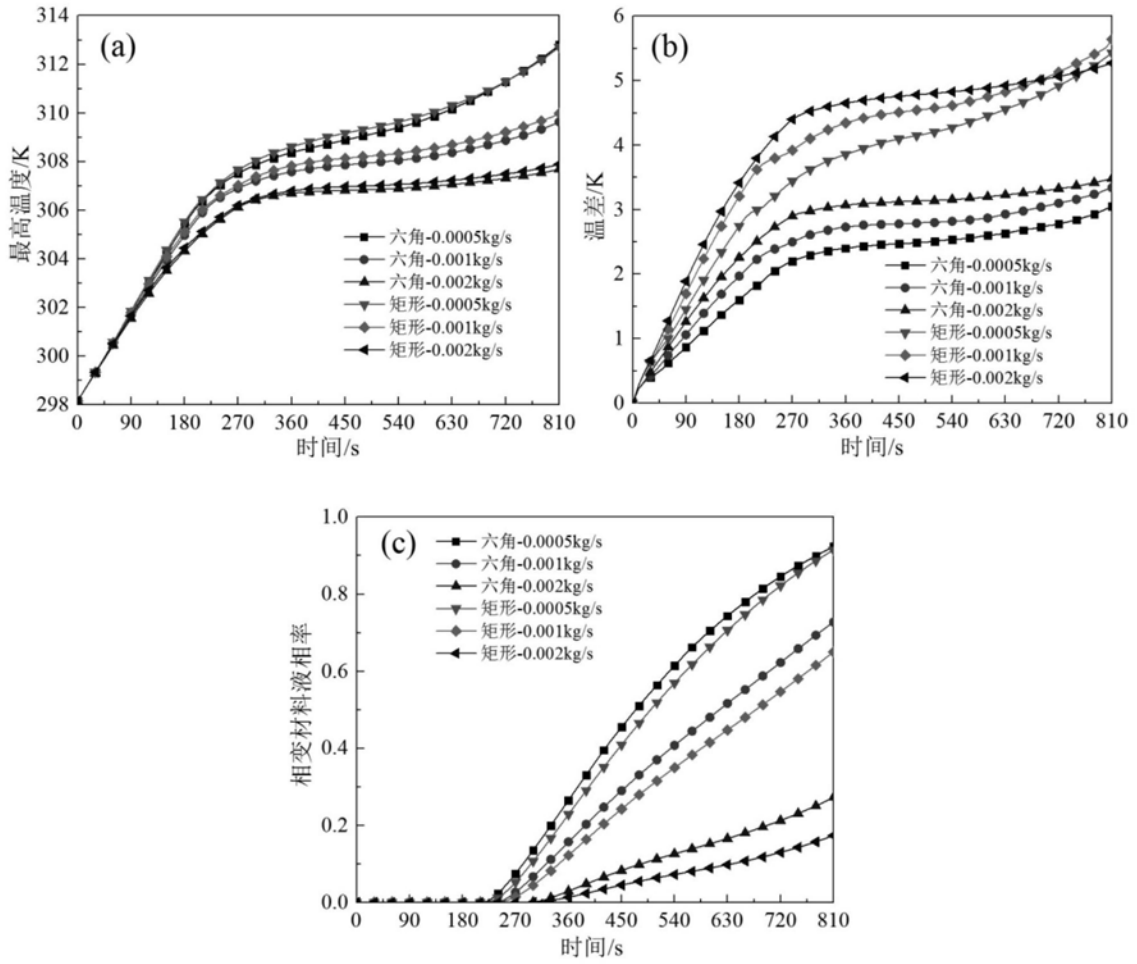 (a)
最高温度/K
314
312
310
308
306
304
302
300
298
六角-0.0005kg/s
六角-0.001kg/s
六角-0.002kg/s
矩形-0.0005kg/s
矩形-0.001kg/s
矩形-0.002kg/s
0 90 180 270 360 450 540 630 720 810
时间/s
(b)
温差/K
6
5
4
3
2
1
0
六角-0.0005kg/s
六角-0.001kg/s
六角-0.002kg/s
矩形-0.0005kg/s
矩形-0.001kg/s
矩形-0.002kg/s
0 90 180 270 360 450 540 630 720 810
时间/s
(c)
相变材料液相率
1.0
0.8
0.6
0.4
0.2
0.0
六角-0.0005kg/s
六角-0.001kg/s
六角-0.002kg/s
矩形-0.0005kg/s
矩形-0.001kg/s
矩形-0.002kg/s
0 90 180 270 360 450 540 630 720 810
时间/s